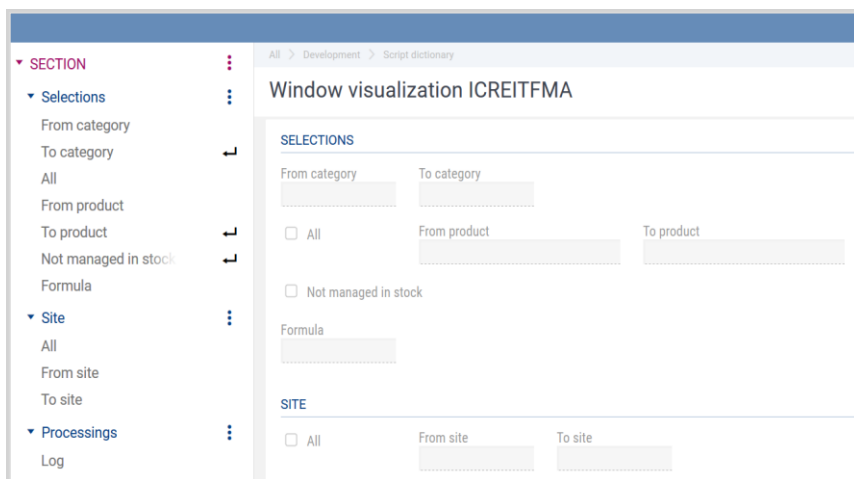 SECTION
Selections
From category
To category
All
From product
To product
Not managed in stock
Formula
Site
All
From site
To site
Processings
Log
All > Development > Script dictionary
Window visualization ICREITFMA
SELECTIONS
From category To category
All From product To product
Not managed in stock
Formula
SITE
All From site To site